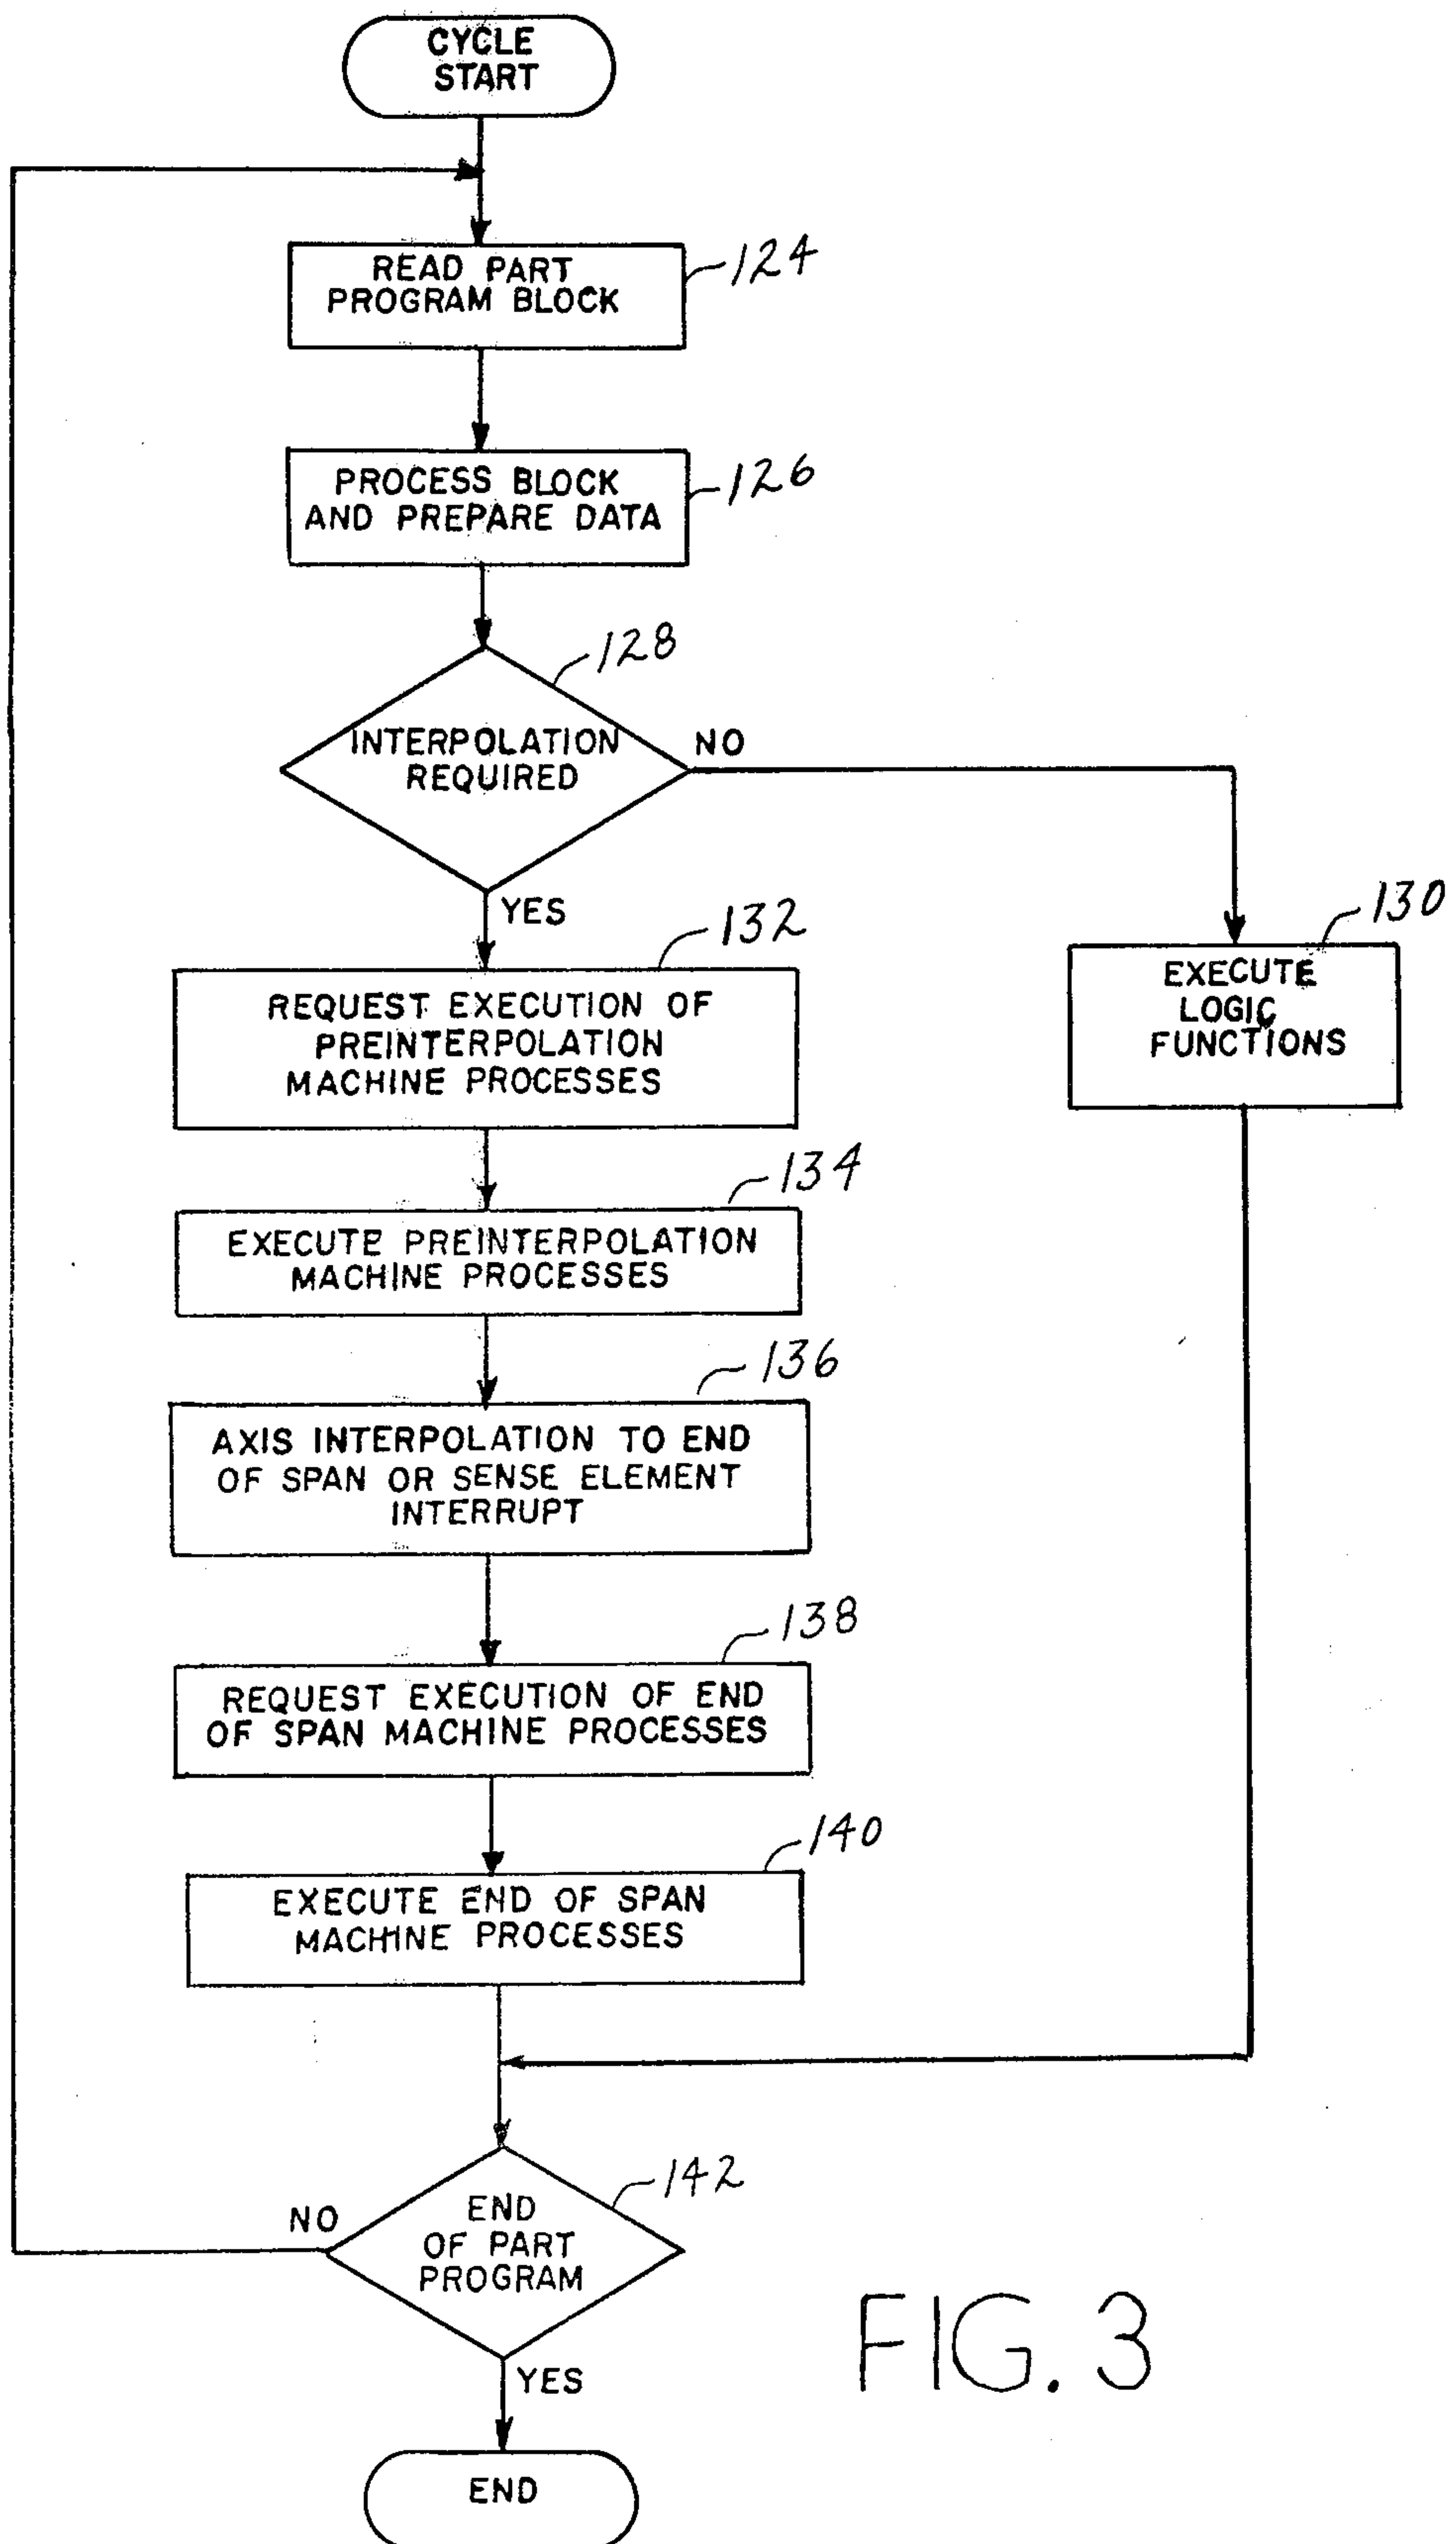 CYCLE
START
READ PART
PROGRAM BLOCK
124
PROCESS BLOCK
AND PREPARE DATA
126
128
INTERPOLATION
REQUIRED
NO
YES
130
EXECUTE
LOGIC
FUNCTIONS
132
REQUEST EXECUTION OF
PREINTERPOLATION
MACHINE PROCESSES
134
EXECUTE PREINTERPOLATION
MACHINE PROCESSES
136
AXIS INTERPOLATION TO END
OF SPAN OR SENSE ELEMENT
INTERRUPT
138
REQUEST EXECUTION OF END
OF SPAN MACHINE PROCESSES
140
EXECUTE END OF SPAN
MACHINE PROCESSES
142
END
OF PART
PROGRAM
NO
YES
END
FIG. 3